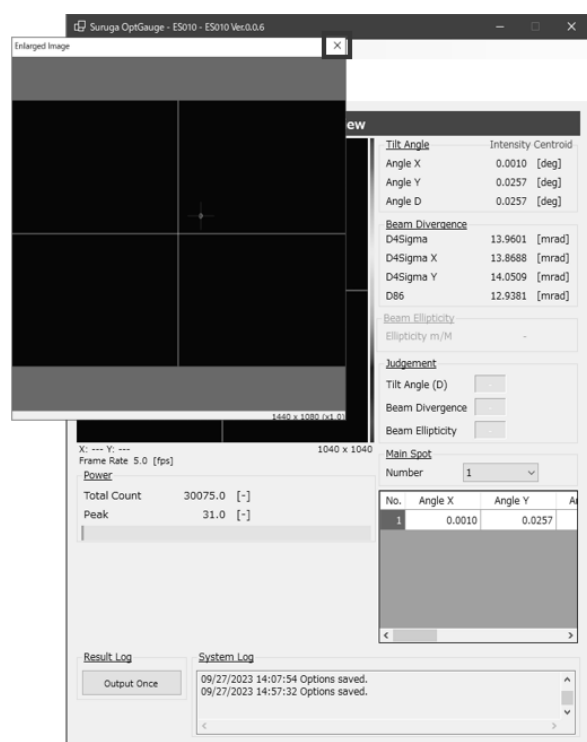 Suruga OptGauge - ES010 - ES010 Ver.0.0.6
Enlarged Image
ew
1440 x 1080 (x1.0)
X: --- Y: ---
1040 x 1040
Frame Rate 5.0 [fps]
Power
Total Count 30075.0 [-]
Peak 31.0 [-]
Tilt Angle Intensity Centroid
Angle X 0.0010 [deg]
Angle Y 0.0257 [deg]
Angle D 0.0257 [deg]
Beam Divergence
D4Sigma 13.9601 [mrad]
D4Sigma X 13.8688 [mrad]
D4Sigma Y 14.0509 [mrad]
D86 12.9381 [mrad]
Beam Ellipticity
Ellipticity m/M -
Judgement
Tilt Angle (D) -
Beam Divergence -
Beam Ellipticity -
Main Spot
Number 1
No. Angle X Angle Y A
1 0.0010 0.0257
Result Log
Output Once
System Log
09/27/2023 14:07:54 Options saved.
09/27/2023 14:57:32 Options saved.